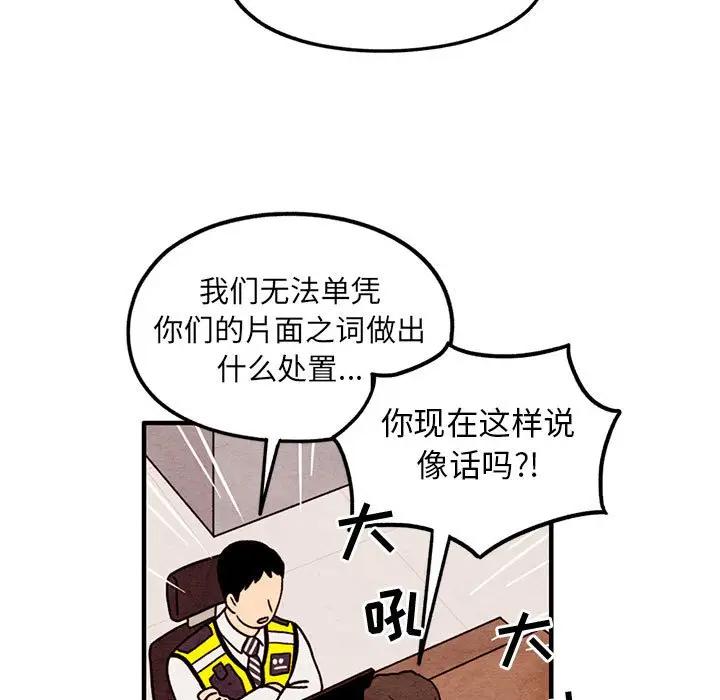 我们无法单凭
你们的片面之词做出
什么处置...
你现在这样说
像话吗?!
大
吼
大